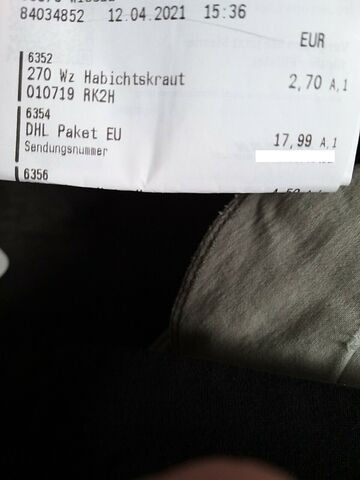 84034852 12.04.2021 15:36
EUR
6352
270 Wz Habichtskraut 2,70 A,1
010719 RK2H
6354
DHL Paket EU 17,99 A,1
Sendungsnummer
6356